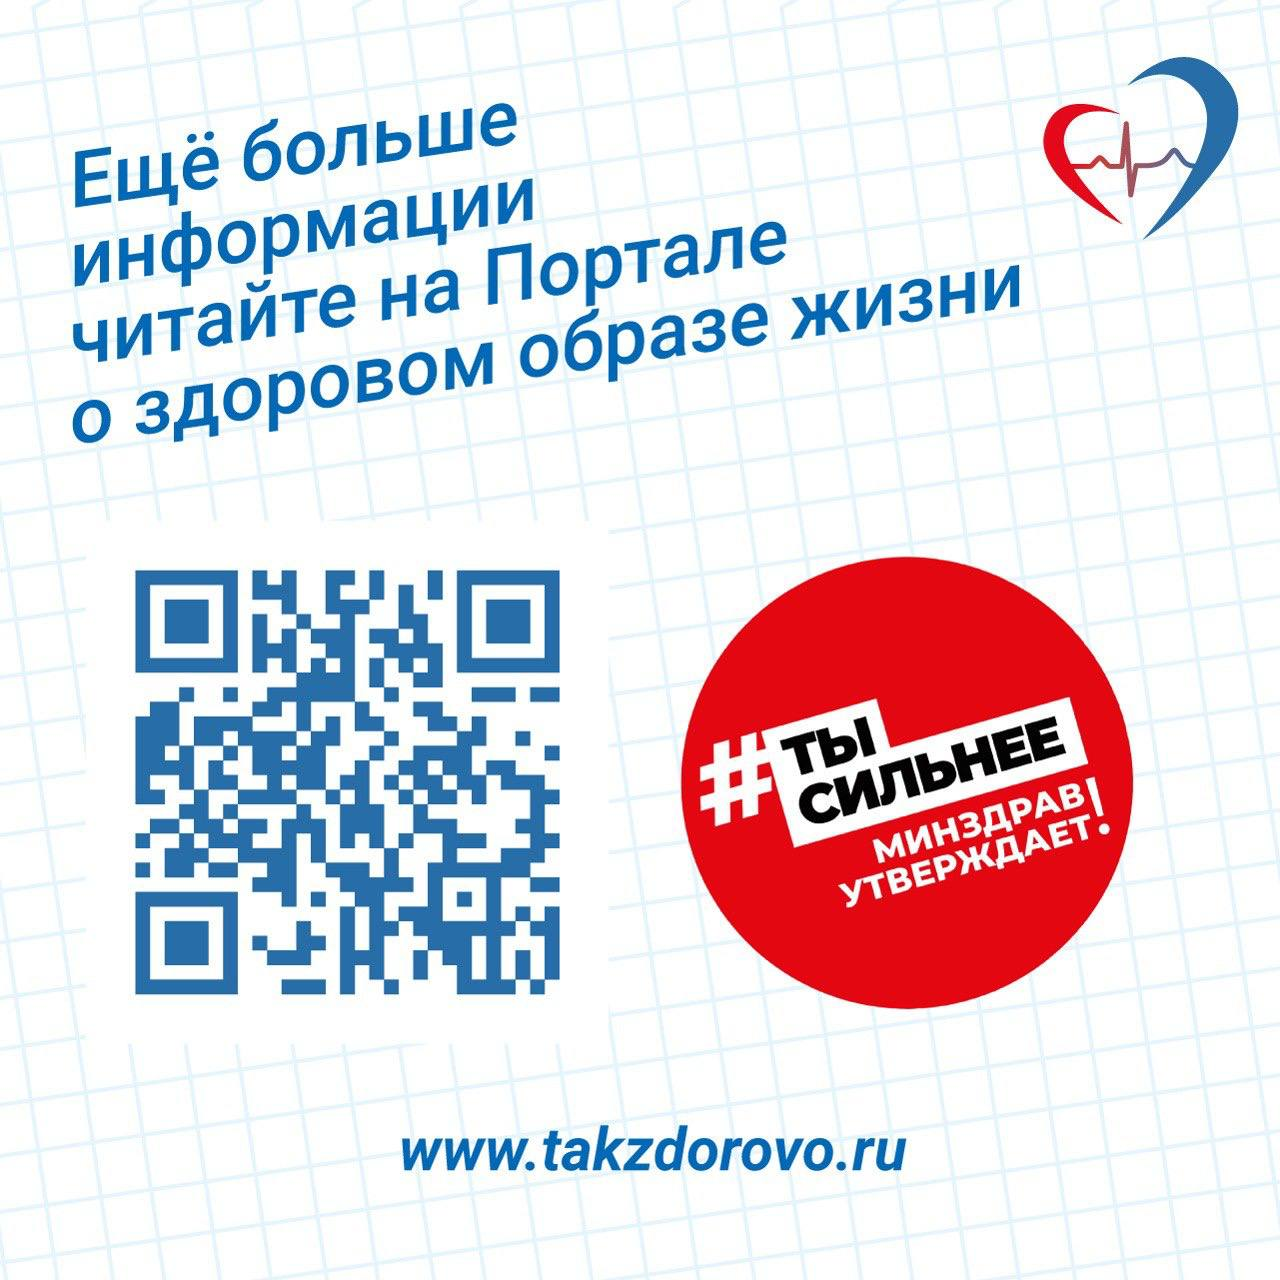 Ещё больше
информации
читайте на Портале
о здоровом образе жизни
#ТЫ
СИЛЬНЕЕ
МИНЗДРАВ
УТВЕРЖДАЕТ!
www.takzdorovo.ru